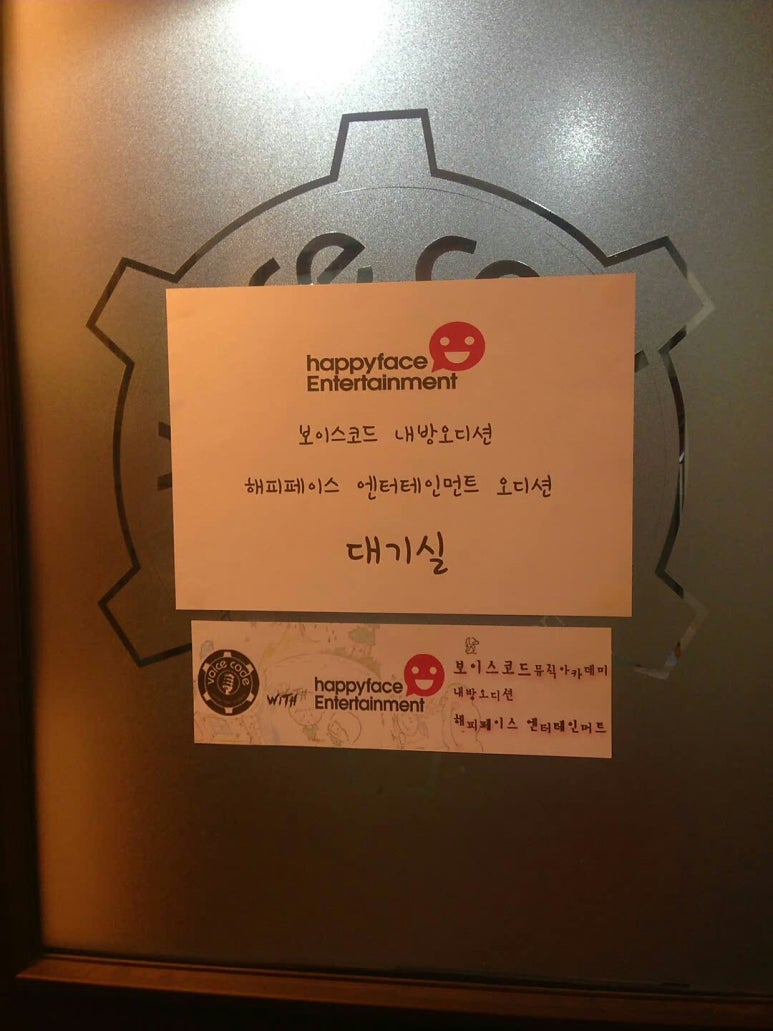 happyface
Entertainment
보이스코드 내방오디션
해피페이스 엔터테인먼트 오디션
대기실
voice code
WITH
happyface
Entertainment
보이스코드뮤직아카데미
내방오디션
해피페이스 엔터테인먼트